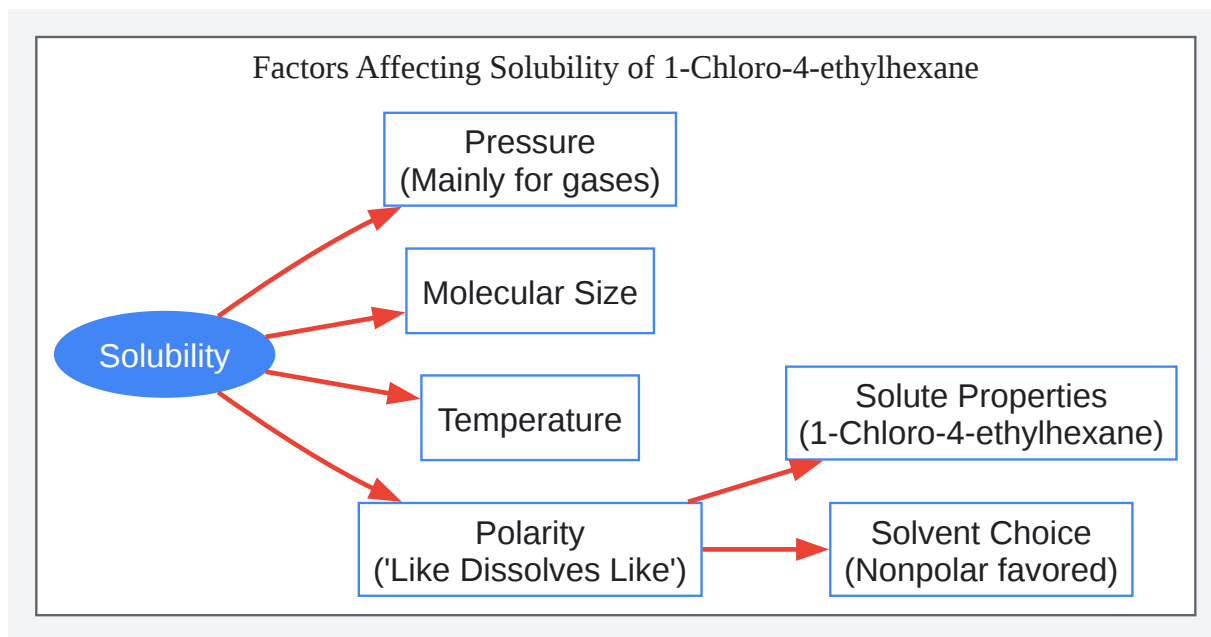 Factors Affecting Solubility of 1-Chloro-4-ethylhexane
Pressure
(Mainly for gases)
Molecular Size
Solubility
Temperature
Solute Properties
(1-Chloro-4-ethylhexane)
Polarity
('Like Dissolves Like')
Solvent Choice
(Nonpolar favored)